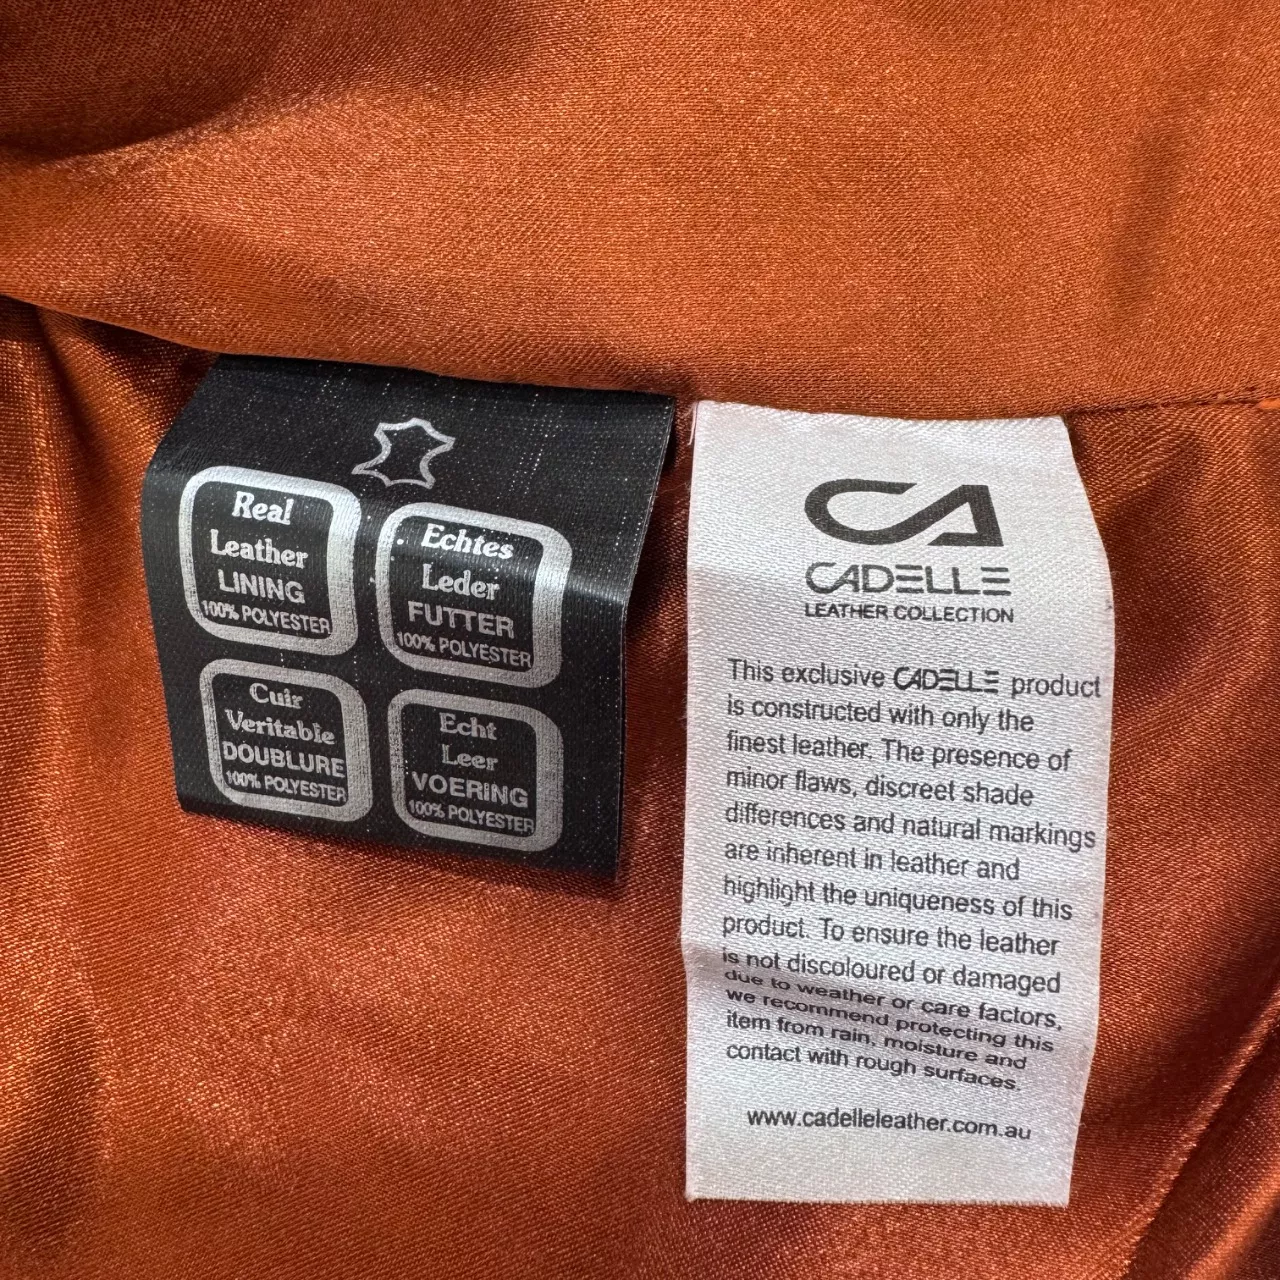 Real
Leather
LINING
100% POLYESTER
Echtes
Leder
FUTTER
100% POLYESTER
Cuir
Veritable
DOUBLURE
100% POLYESTER
Echt
Leer
VOERING
100% POLYESTER
CA
CADELLE
LEATHER COLLECTION
This exclusive CADELLE product
is constructed with only the
finest leather. The presence of
minor flaws, discreet shade
differences and natural markings
are inherent in leather and
highlight the uniqueness of this
product. To ensure the leather
is not discoloured or damaged
due to weather or care factors,
we recommend protecting this
item from rain, moisture and
contact with rough surfaces.
www.cadelleleather.com.au